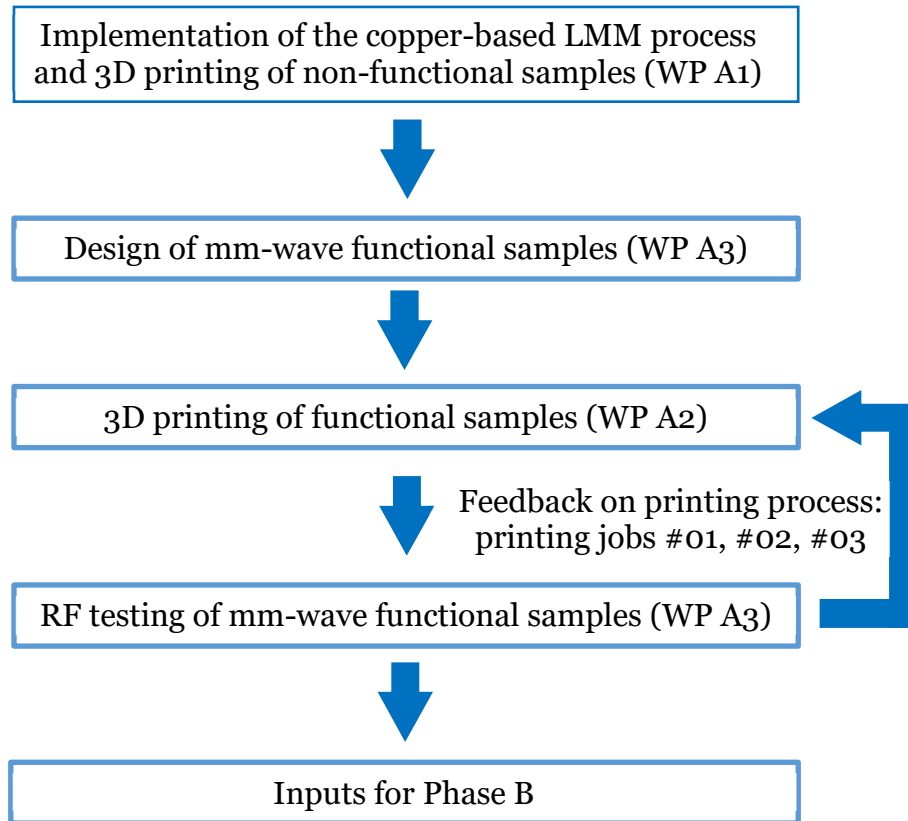 Implementation of the copper-based LMM process
and 3D printing of non-functional samples (WP A1)
Design of mm-wave functional samples (WP A3)
3D printing of functional samples (WP A2)
Feedback on printing process:
printing jobs #01, #02, #03
RF testing of mm-wave functional samples (WP A3)
Inputs for Phase B